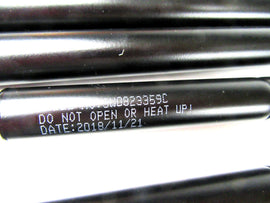 DO NOT OPEN OR HEAT UP!
DATE:2018/11/21